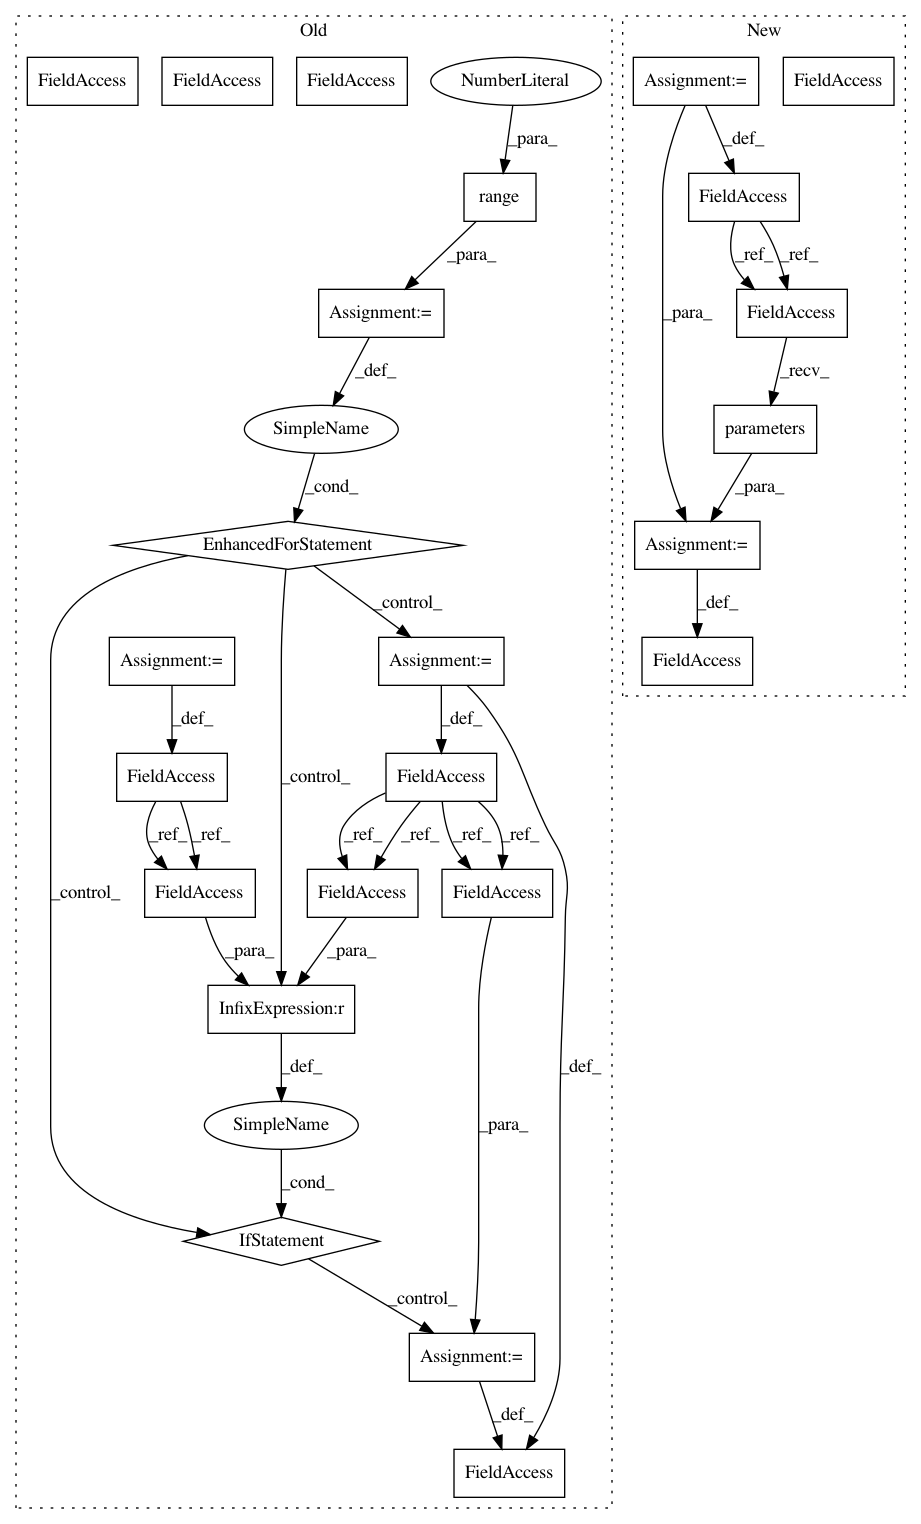 Old
New
FieldAccess
FieldAccess
FieldAccess
NumberLiteral
Assignment:=
FieldAccess
_para_
_def_
range
FieldAccess
_para_
_ref_
_ref_
Assignment:=
_para_
FieldAccess
_def_
_recv_
SimpleName
parameters
_cond_
_para_
EnhancedForStatement
Assignment:=
_control_
_def_
Assignment:=
Assignment:=
FieldAccess
_def_
_def_
FieldAccess
_control_
FieldAccess
_ref_
_ref_
_ref_
_ref_
_ref_
_ref_
_control_
FieldAccess
FieldAccess
FieldAccess
_para_
_para_
InfixExpression:r
_def_
_def_
SimpleName
_para_
_cond_
IfStatement
_control_
Assignment:=
_def_
FieldAccess